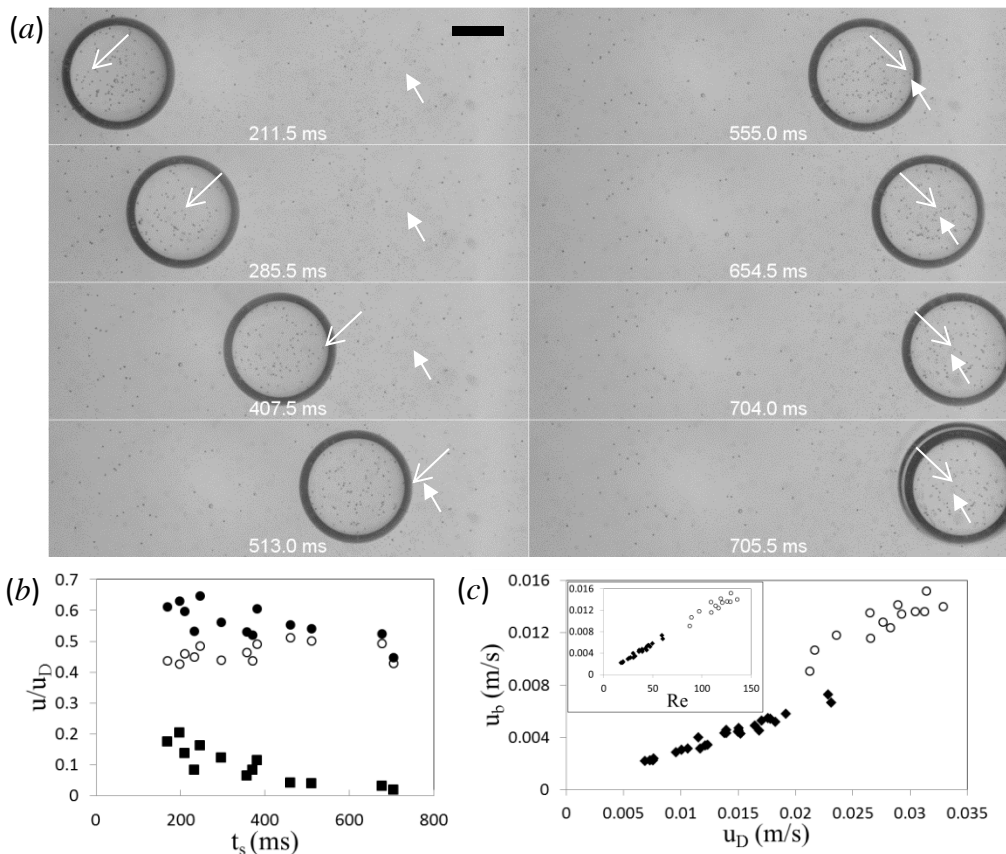 (a)
211.5 ms
285.5 ms
407.5 ms
513.0 ms
555.0 ms
654.5 ms
704.0 ms
705.5 ms
(b)
0.7
0.6
0.5
0.4
0.3
0.2
0.1
0
u/u_D
0 200 400 600 800
t_s (ms)
(c)
0.016
0.012
0.008
0.004
0
u_b (m/s)
0 0.005 0.01 0.015 0.02 0.025 0.03 0.035
u_D (m/s)
0.016
0.012
0.008
0.004
0
0 50 100 150
Re